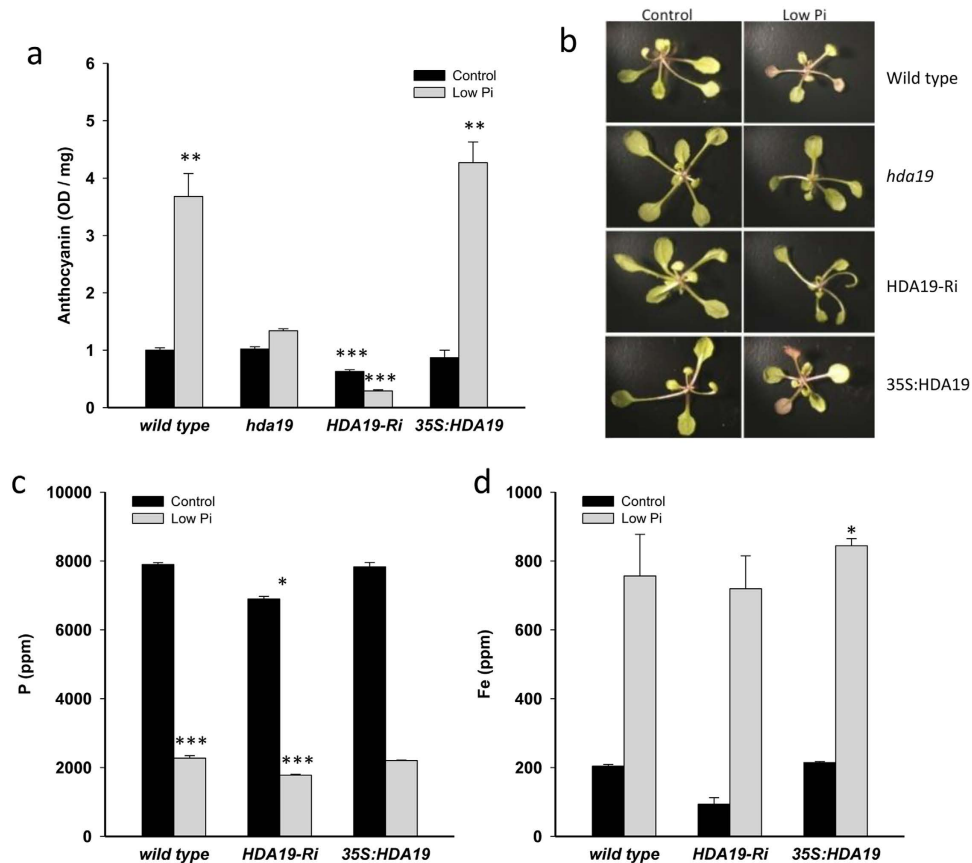 a
6
5
4
3
2
1
0
Anthocyanin (OD / mg)
Control
Low Pi
**
***
***
**
wild type hda19 HDA19-Ri 35S:HDA19
b
Control Low Pi
Wild type
hda19
HDA19-Ri
35S:HDA19
c
10000
8000
6000
4000
2000
0
P (ppm)
Control
Low Pi
***
*
***
wild type HDA19-Ri 35S:HDA19
d
1000
800
600
400
200
0
Fe (ppm)
Control
Low Pi
*
wild type HDA19-Ri 35S:HDA19